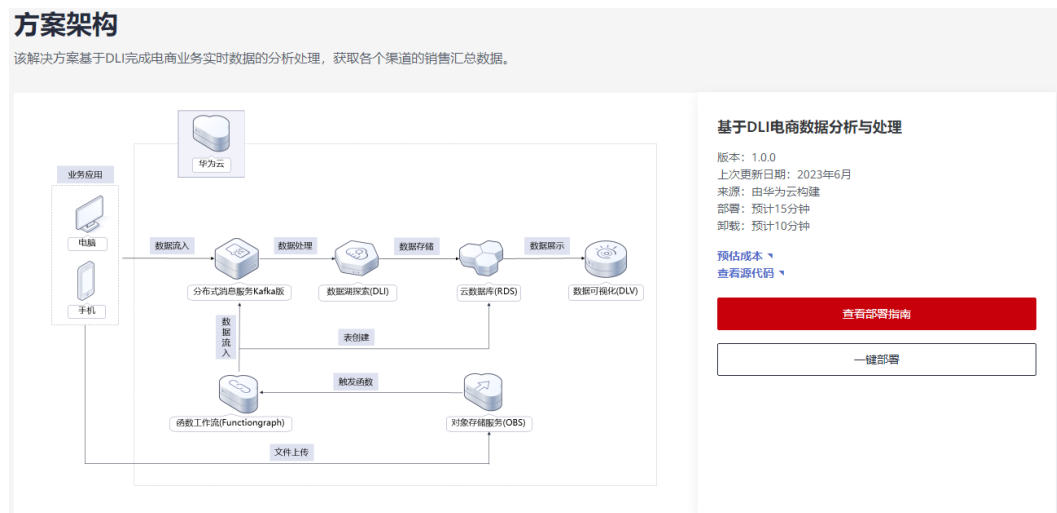 方案架构
该解决方案基于DLI完成电商业务实时数据的分析处理，获取各个渠道的销售汇总数据。
华为云
业务应用
电脑
手机
数据流入
数据处理
数据存储
数据展示
分布式消息服务Kafka版
数据湖探索(DLI)
云数据库(RDS)
数据可视化(DLV)
数
据
流
入
表创建
触发函数
函数工作流(Functiongraph)
对象存储服务(OBS)
文件上传
基于DLI电商数据分析与处理
版本：1.0.0
上次更新日期：2023年6月
来源：由华为云构建
部署：预计15分钟
卸载：预计10分钟
预估成本
查看源代码
查看部署指南
一键部署